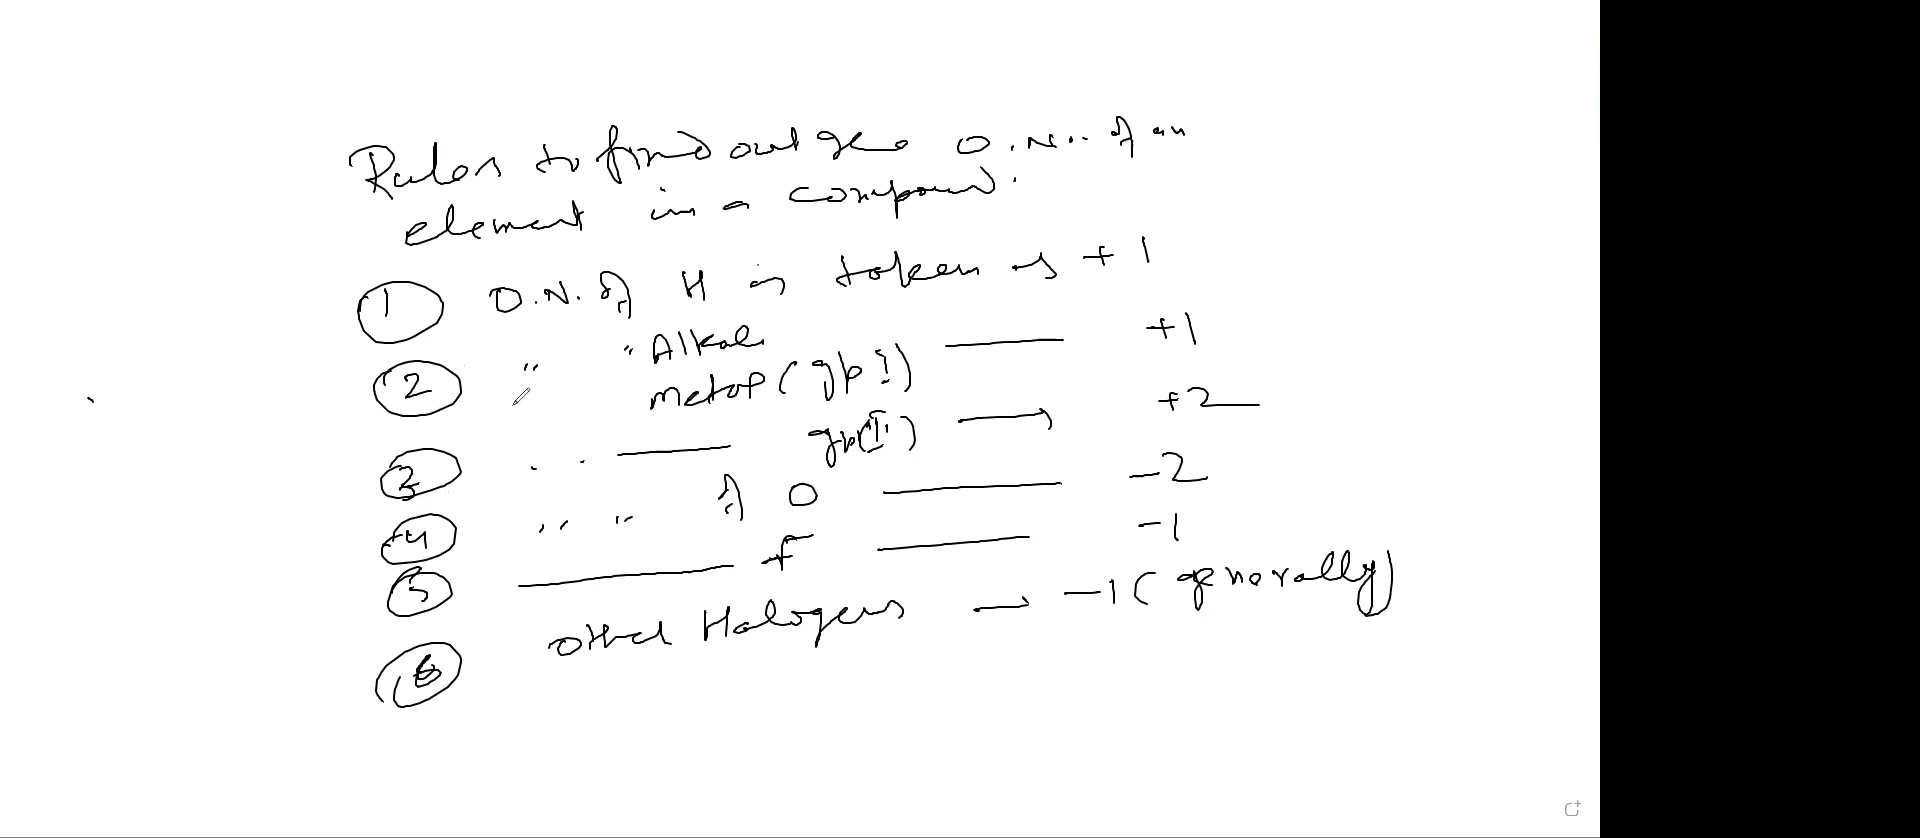 Rules to find out the O.N. of an
element in a compound.
① O.N. of H is taken as +1
② " " Alkali
metal (gp I) —— +1
③ " " —— gp(II) → +2
④ " " " of O —— -2
⑤ —— F —— -1
⑥ other Halogens → -1 (generally)